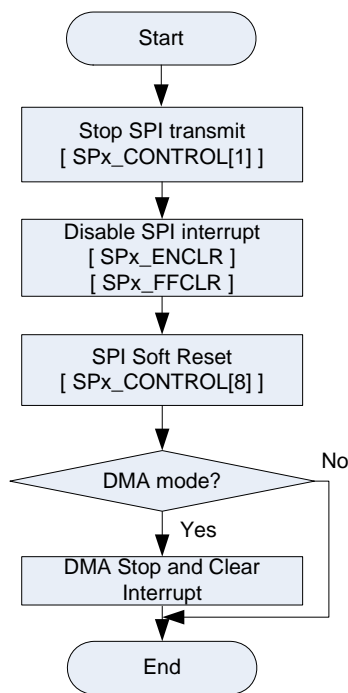 Start
Stop SPI transmit
[ SPx_CONTROL[1] ]
Disable SPI interrupt
[ SPx_ENCLR ]
[ SPx_FFCLR ]
SPI Soft Reset
[ SPx_CONTROL[8] ]
DMA mode?
No
Yes
DMA Stop and Clear
Interrupt
End